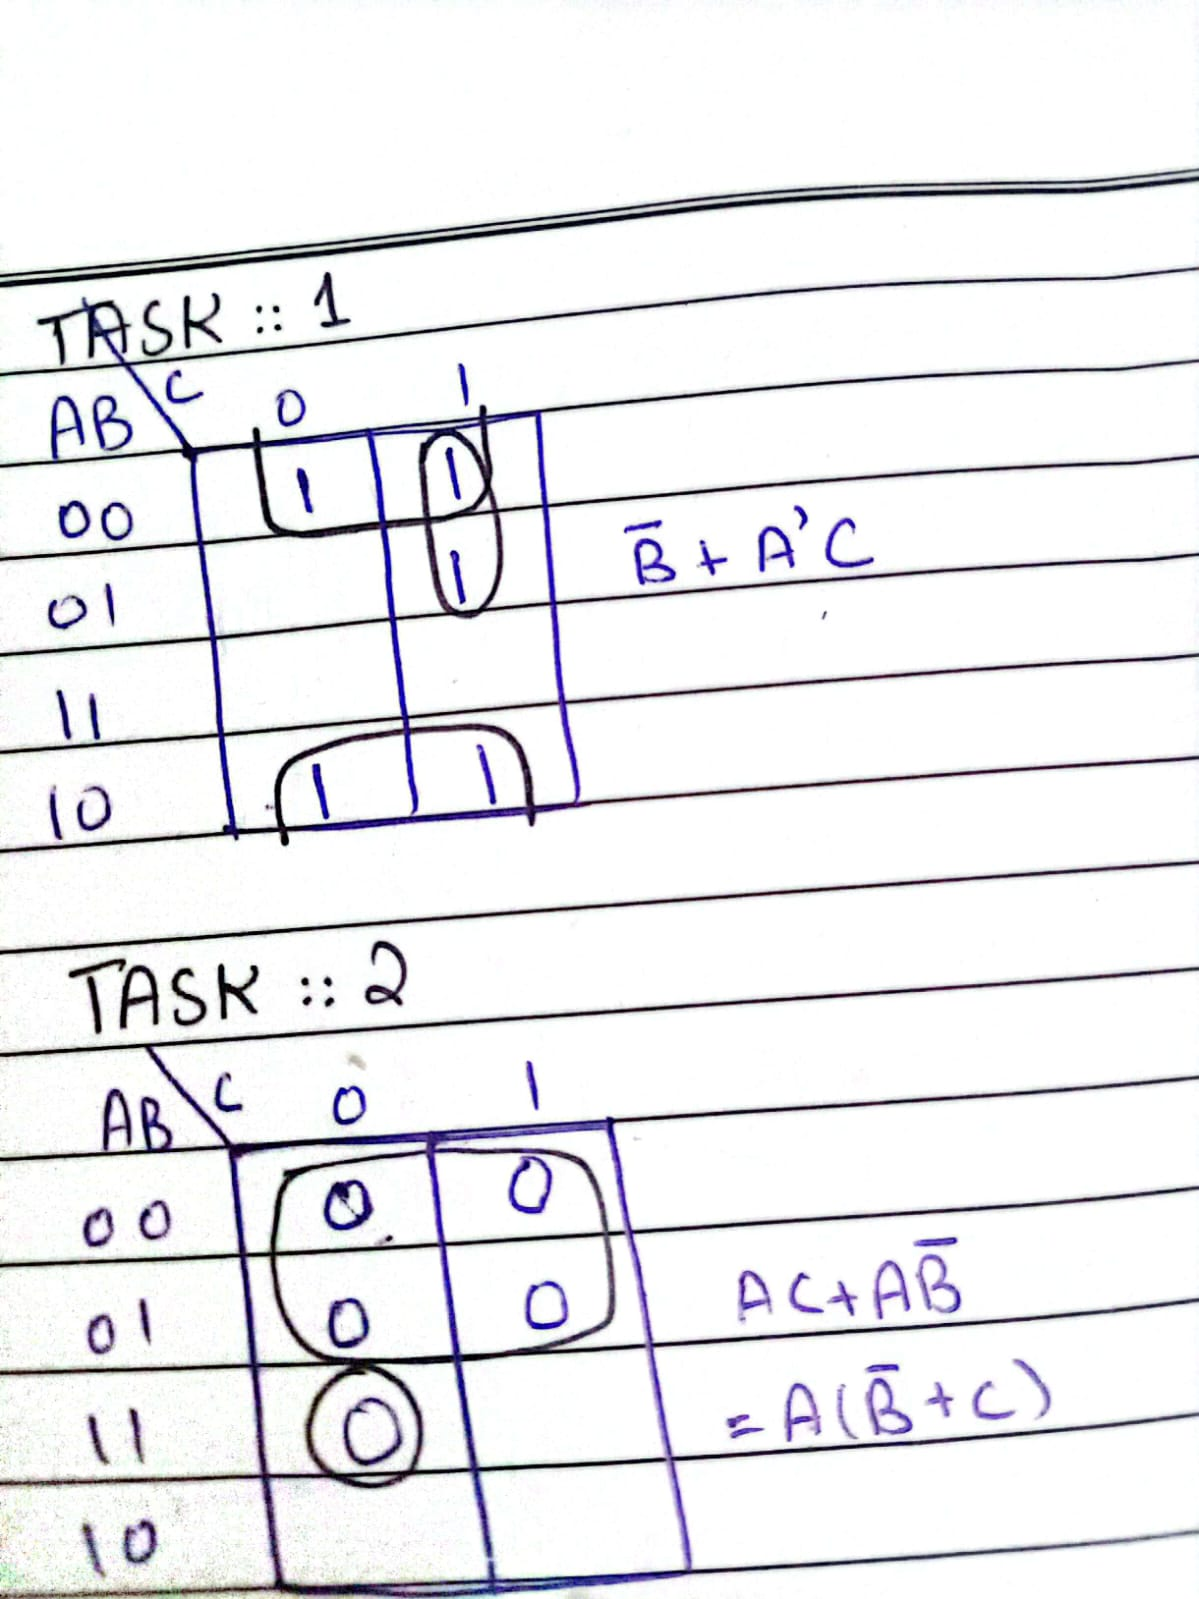 TASK :: 1
AB C 0 1
00 1 1
01 1
B̅ + A'C
11
10 1 1
TASK :: 2
AB C 0 1
00 0 0
01 0 0
AC+AB̅
11 0
= A(B̅+C)
10